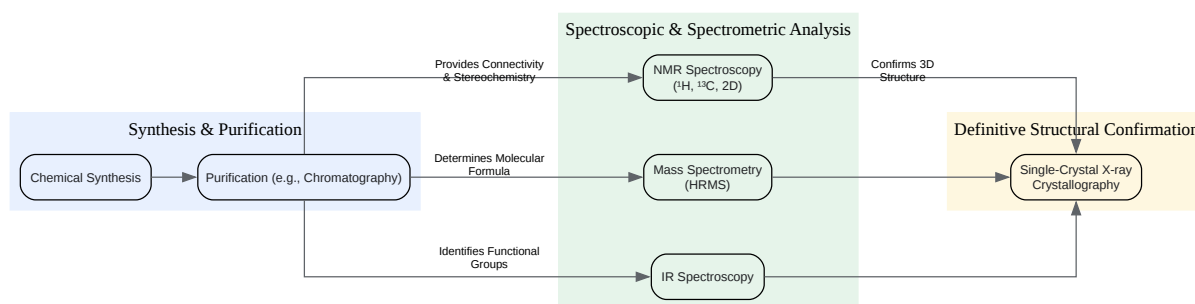 Spectroscopic & Spectrometric Analysis
Provides Connectivity
& Stereochemistry
NMR Spectroscopy
(¹H, ¹³C, 2D)
Confirms 3D
Structure
Synthesis & Purification
Definitive Structural Confirmation
Chemical Synthesis
Purification (e.g., Chromatography)
Determines Molecular
Formula
Mass Spectrometry
(HRMS)
Single-Crystal X-ray
Crystallography
Identifies Functional
Groups
IR Spectroscopy